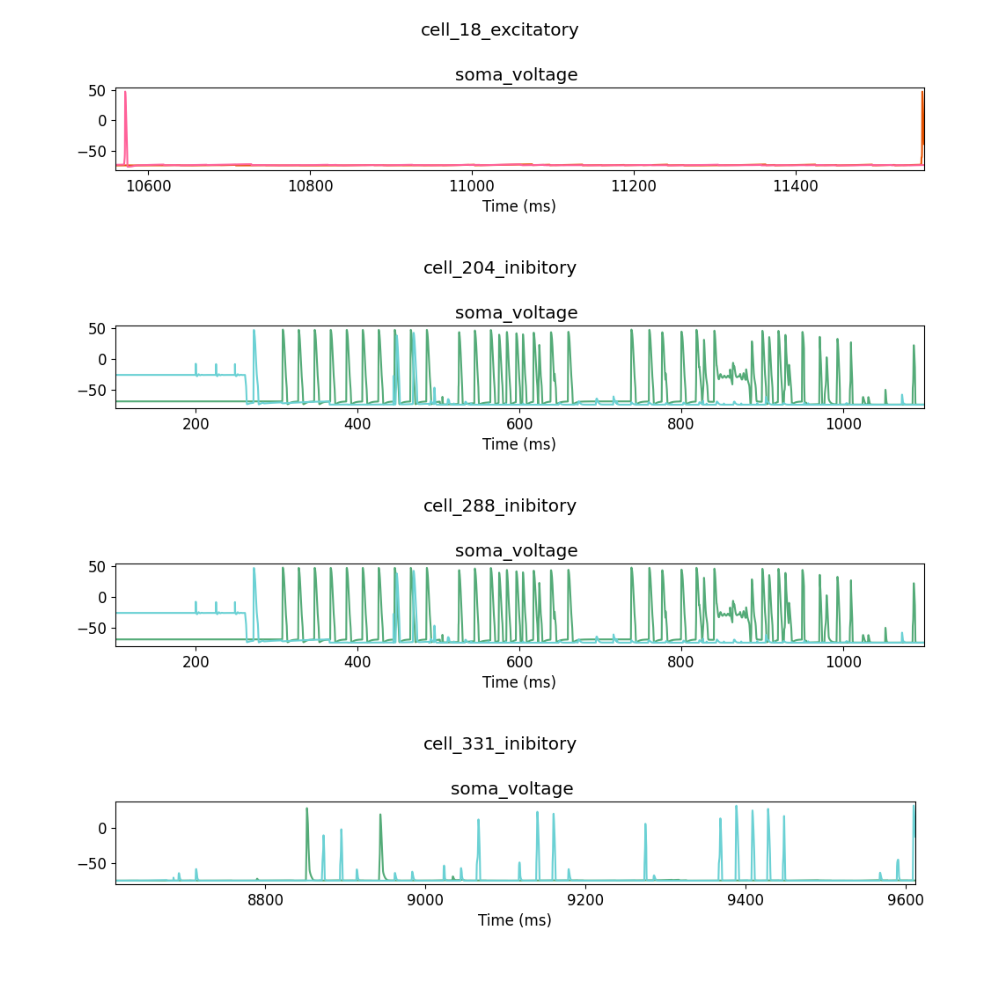 cell_18_excitatory
soma_voltage
50
0
−50
10600 10800 11000 11200 11400
Time (ms)
cell_204_inibitory
soma_voltage
50
0
−50
200 400 600 800 1000
Time (ms)
cell_288_inibitory
soma_voltage
50
0
−50
200 400 600 800 1000
Time (ms)
cell_331_inibitory
soma_voltage
0
−50
8800 9000 9200 9400 9600
Time (ms)